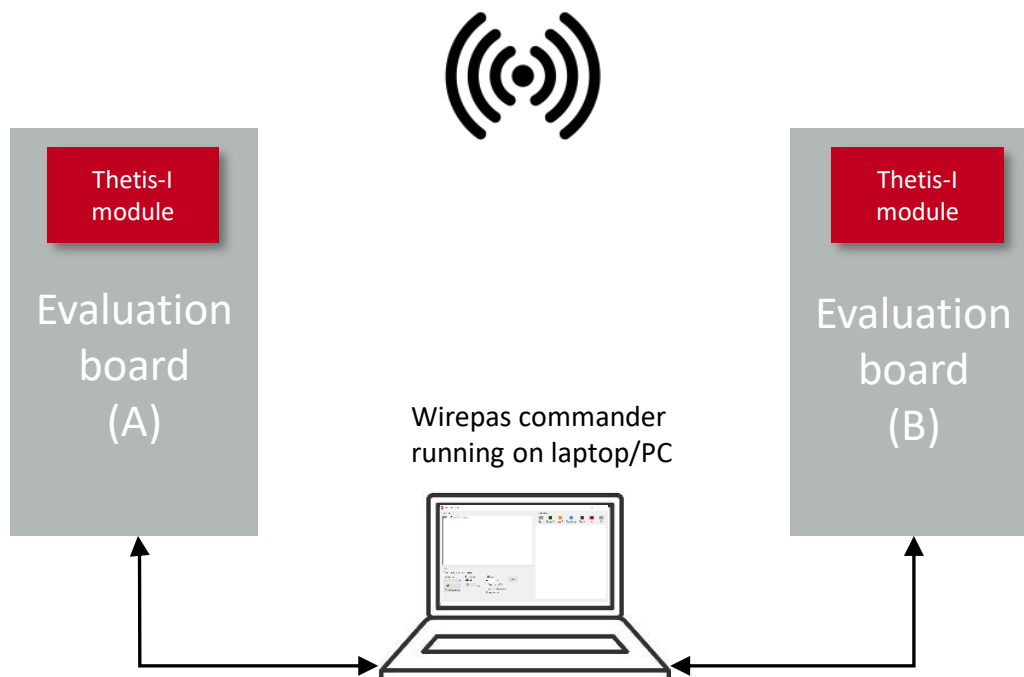 Thetis-I
module
Evaluation
board
(A)
Thetis-I
module
Evaluation
board
(B)
Wirepas commander
running on laptop/PC